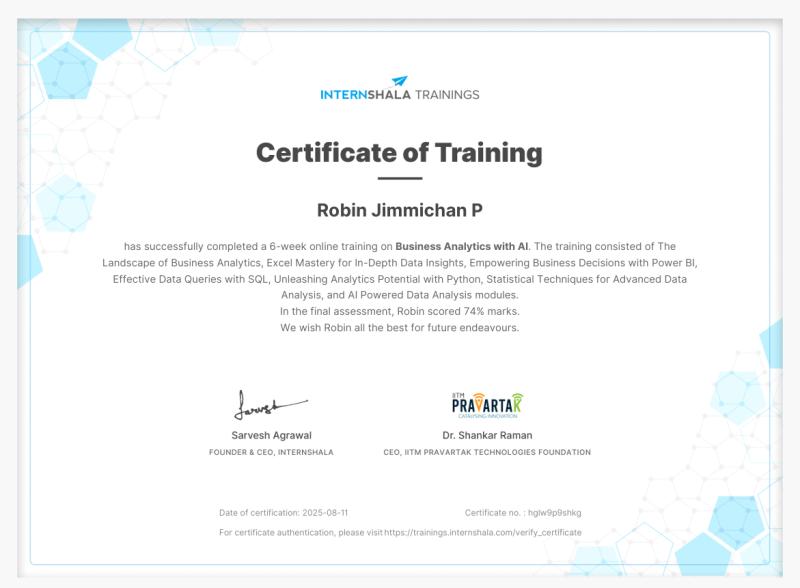 INTERNSHALA TRAININGS
Certificate of Training
Robin Jimmichan P
has successfully completed a 6-week online training on Business Analytics with AI. The training consisted of The
Landscape of Business Analytics, Excel Mastery for In-Depth Data Insights, Empowering Business Decisions with Power BI,
Effective Data Queries with SQL, Unleashing Analytics Potential with Python, Statistical Techniques for Advanced Data
Analysis, and AI Powered Data Analysis modules.
In the final assessment, Robin scored 74% marks.
We wish Robin all the best for future endeavours.
Sarvesh
IITM
PRAVARTAK
CATALYSING INNOVATION
Sarvesh Agrawal
Dr. Shankar Raman
FOUNDER & CEO, INTERNSHALA
CEO, IITM PRAVARTAK TECHNOLOGIES FOUNDATION
Date of certification: 2025-08-11
Certificate no. : hglw9p9shkg
For certificate authentication, please visit https://trainings.internshala.com/verify_certificate